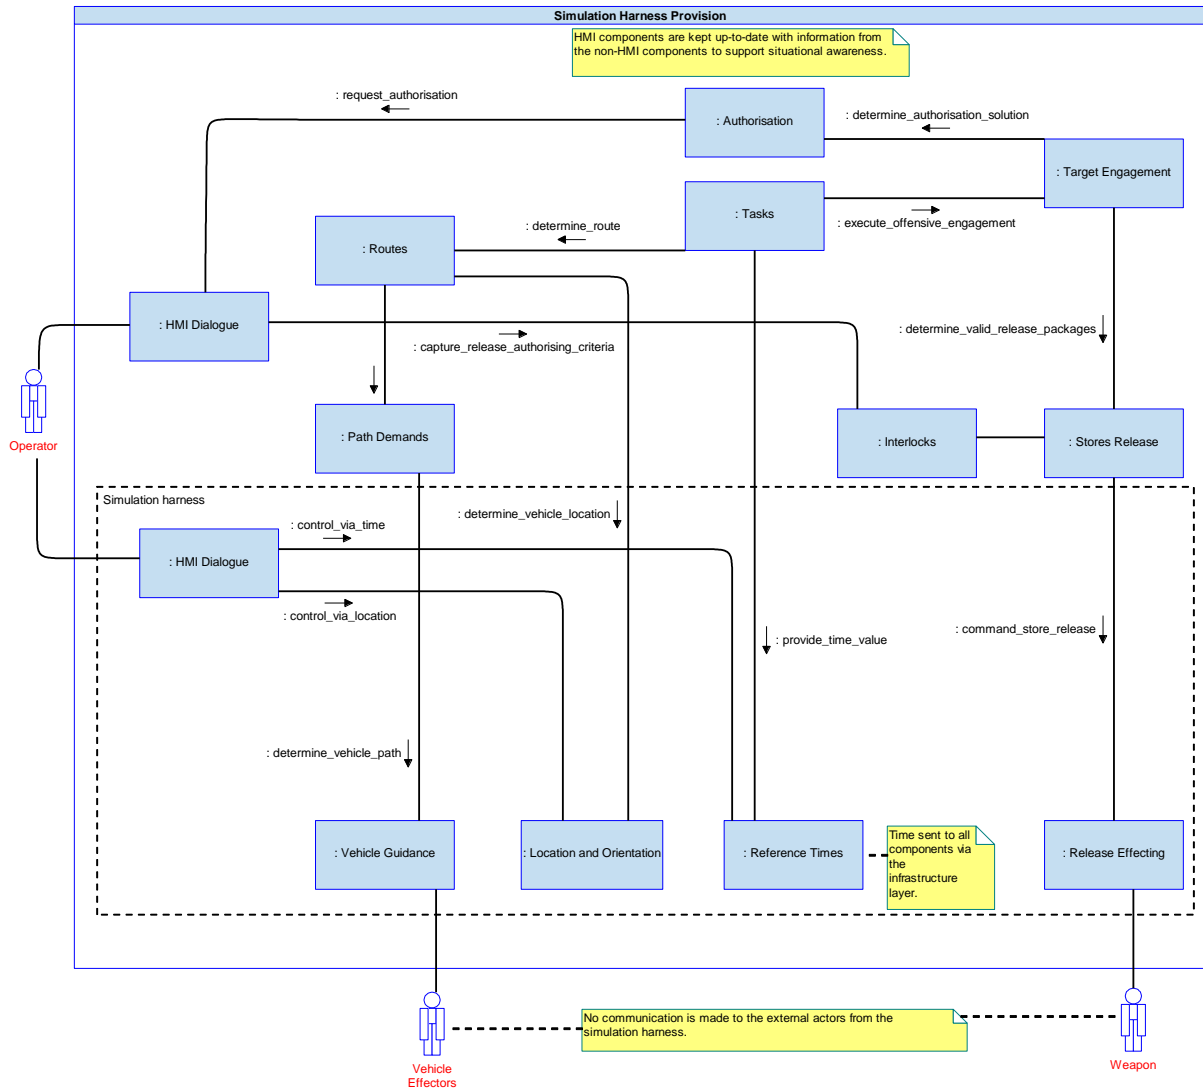 Simulation Harness Provision
HMI components are kept up-to-date with information from
the non-HMI components to support situational awareness.
: request_authorisation
: Authorisation
: determine_authorisation_solution
: Target Engagement
: Tasks
: execute_offensive_engagement
: determine_route
: Routes
: HMI Dialogue
: capture_release_authorising_criteria
: determine_valid_release_packages
Operator
: Path Demands
: Interlocks
: Stores Release
Simulation harness
: control_via_time
: determine_vehicle_location
: HMI Dialogue
: control_via_location
: provide_time_value
: command_store_release
: determine_vehicle_path
: Vehicle Guidance
: Location and Orientation
: Reference Times
Time sent to all
components via
the
infrastructure
layer.
: Release Effecting
No communication is made to the external actors from the
simulation harness.
Vehicle
Effectors
Weapon